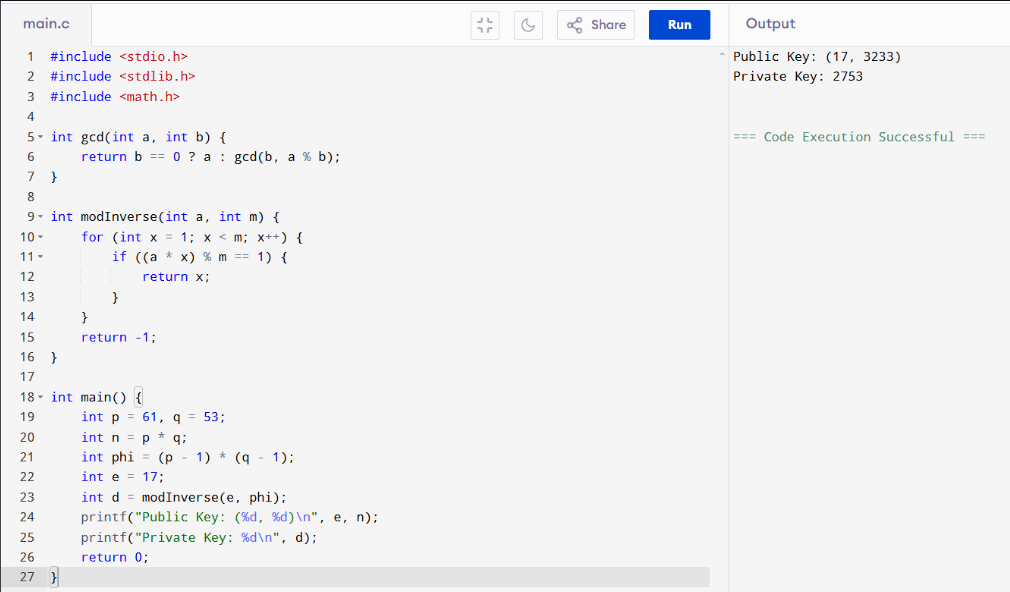 main.c
Share
Run
Output
1 #include <stdio.h>
2 #include <stdlib.h>
3 #include <math.h>
4
5 int gcd(int a, int b) {
6     return b == 0 ? a : gcd(b, a % b);
7 }
8
9 int modInverse(int a, int m) {
10     for (int x = 1; x < m; x++) {
11         if ((a * x) % m == 1) {
12             return x;
13         }
14     }
15     return -1;
16 }
17
18 int main() {
19     int p = 61, q = 53;
20     int n = p * q;
21     int phi = (p - 1) * (q - 1);
22     int e = 17;
23     int d = modInverse(e, phi);
24     printf("Public Key: (%d, %d)\n", e, n);
25     printf("Private Key: %d\n", d);
26     return 0;
27 }
Public Key: (17, 3233)
Private Key: 2753
=== Code Execution Successful ===